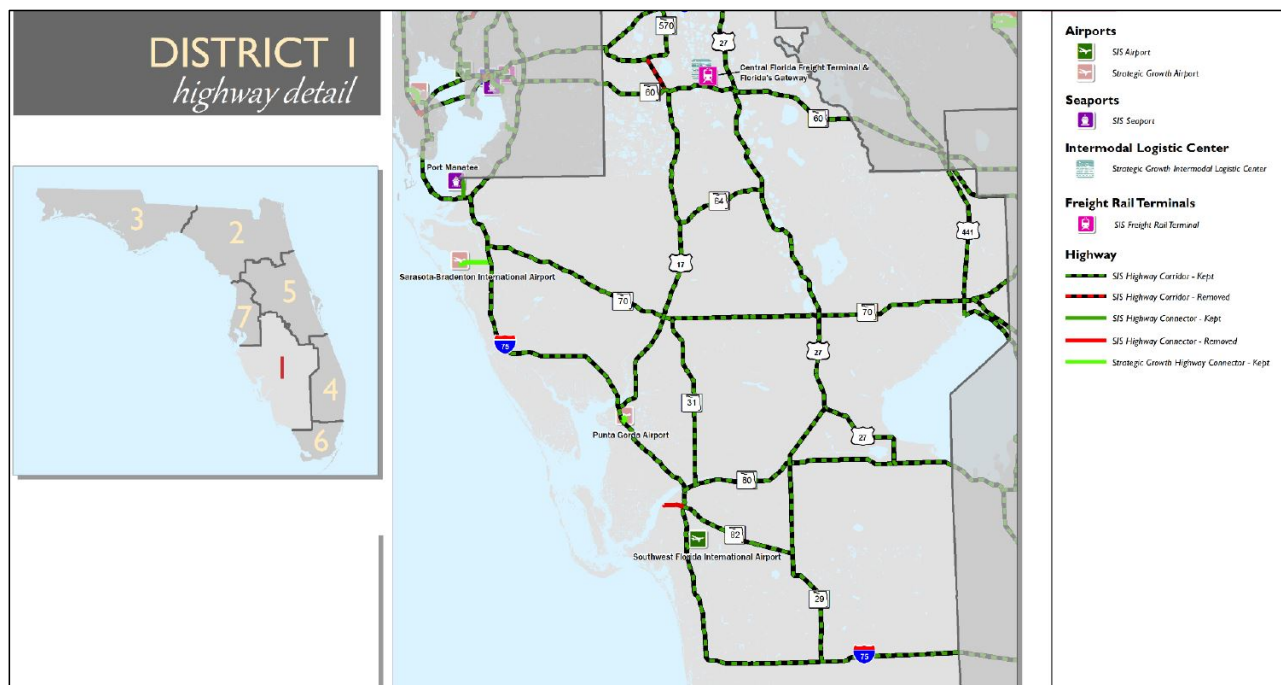 DISTRICT 1
highway detail
3
2
5
7
1
4
6
570
27
Central Florida Freight Terminal &
Florida's Gateway
60
60
Port Manatee
64
441
17
Sarasota-Bradenton International Airport
70
70
75
27
31
Punta Gorda Airport
27
80
82
Southwest Florida International Airport
29
75
Airports
SIS Airport
Strategic Growth Airport
Seaports
SIS Seaport
Intermodal Logistic Center
Strategic Growth Intermodal Logistic Center
Freight Rail Terminals
SIS Freight Rail Terminal
Highway
SIS Highway Corridor - Kept
SIS Highway Corridor - Removed
SIS Highway Connector - Kept
SIS Highway Connector - Removed
Strategic Growth Highway Connector - Kept